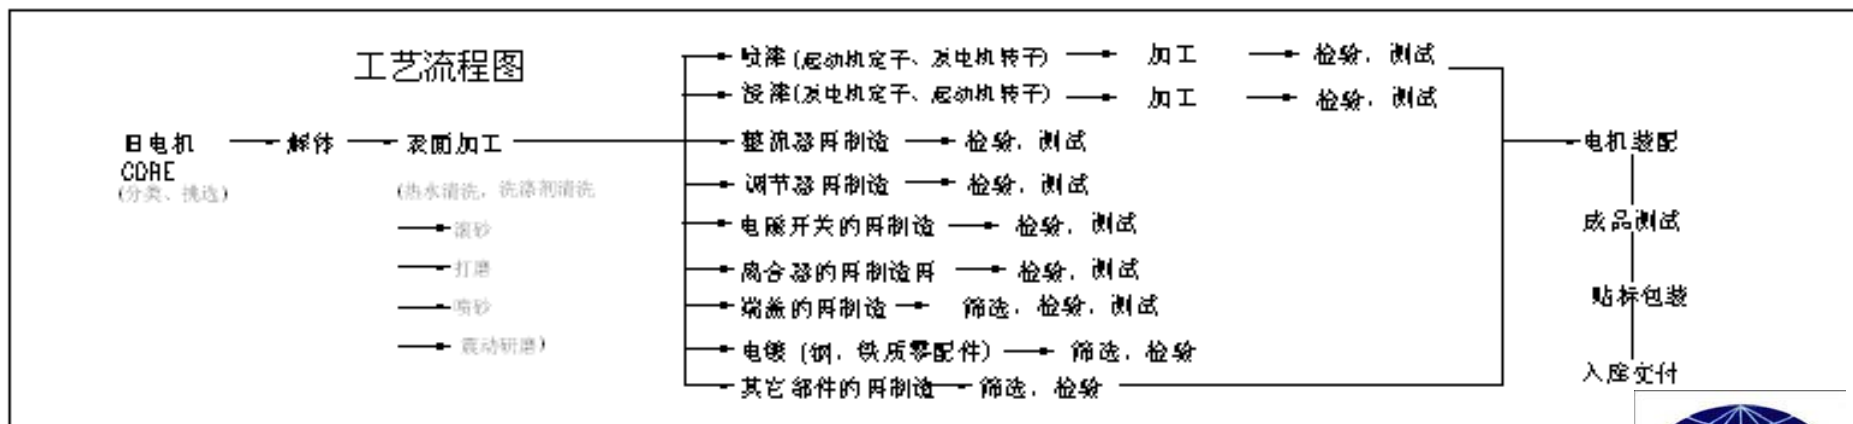 工艺流程图
旧电机
CORE
(分类、挑选)
解体
表面加工
(热水清洗，洗涤剂清洗
滚砂
打磨
喷砂
震动研磨)
喷漆(起动机定子、发电机转子) 加工 检验，测试
浸漆(发电机定子、起动机转子) 加工 检验，测试
整流器再制造 检验，测试
调节器再制造 检验，测试
电磁开关的再制造 检验，测试
离合器的再制造再 检验，测试
端盖的再制造 筛选，检验，测试
电镀 (钢，铁质零配件) 筛选，检验
其它部件的再制造 筛选，检验
电机装配
成品测试
贴标包装
入库交付